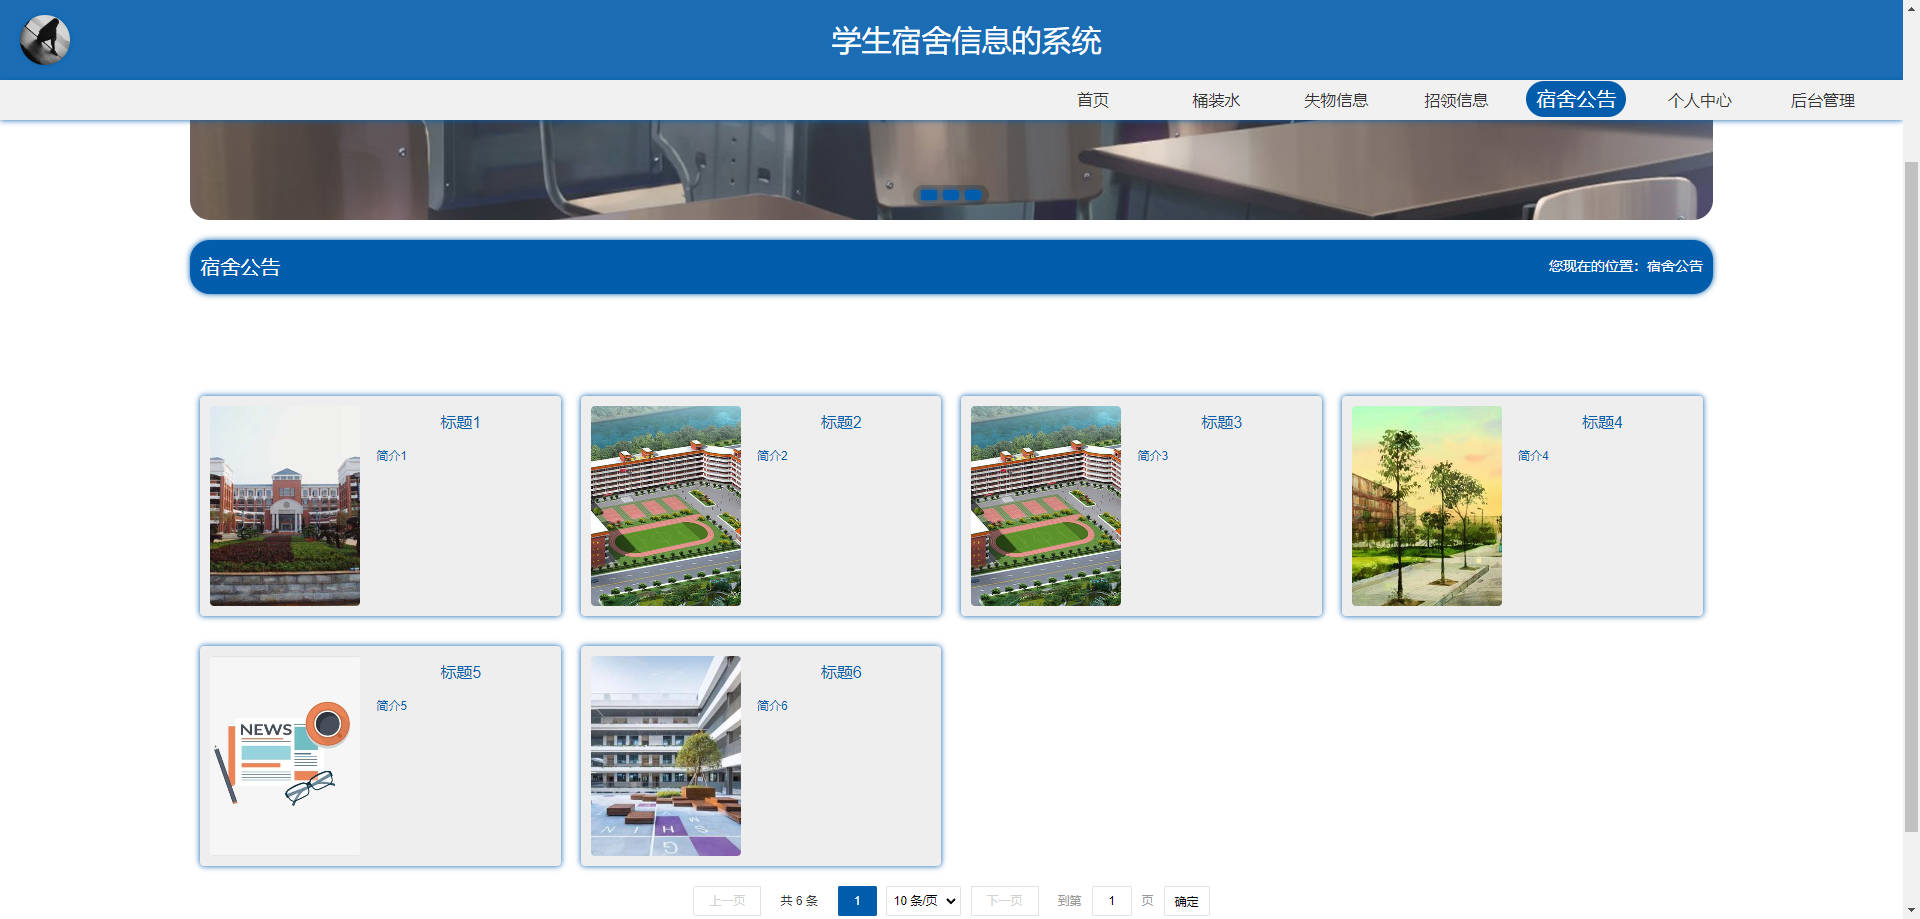 学生宿舍信息的系统
首页 桶装水 失物信息 招领信息 宿舍公告 个人中心 后台管理
宿舍公告 您现在的位置：宿舍公告
标题1
简介1
标题2
简介2
标题3
简介3
标题4
简介4
标题5
简介5
NEWS
标题6
简介6
上一页 共 6 条 1 10 条/页 下一页 到第 1 页 确定